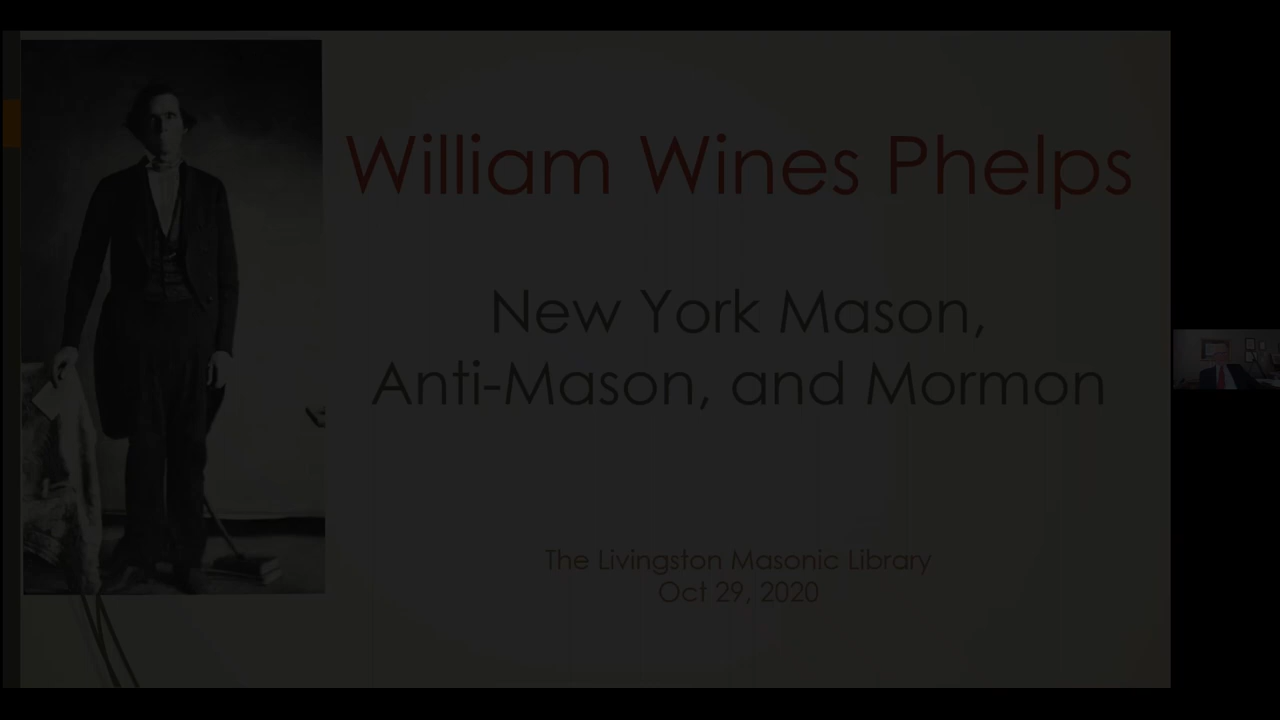 William Wines Phelps
New York Mason,
Anti-Mason, and Mormon
The Livingston Masonic Library
Oct 29, 2020